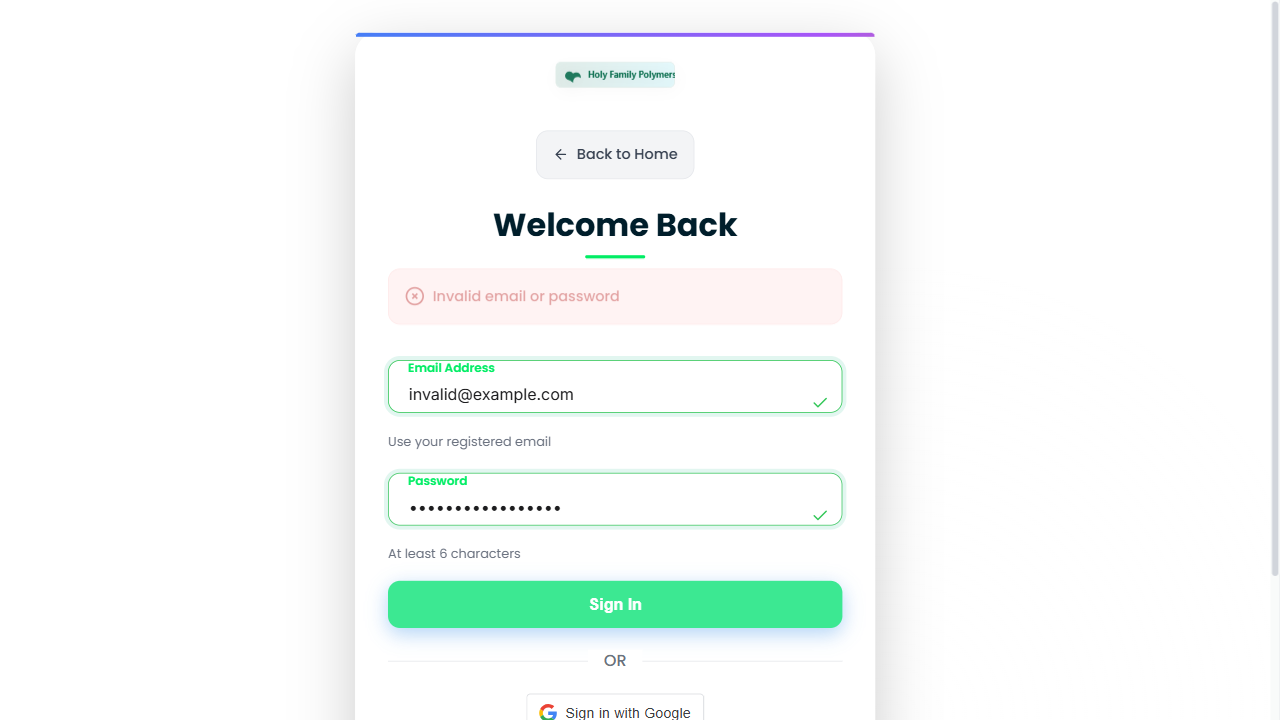 Holy Family Polymers
Back to Home
Welcome Back
Invalid email or password
Email Address
invalid@example.com
Use your registered email
Password
•••••••••••••••••
At least 6 characters
Sign In
OR
Sign in with Google